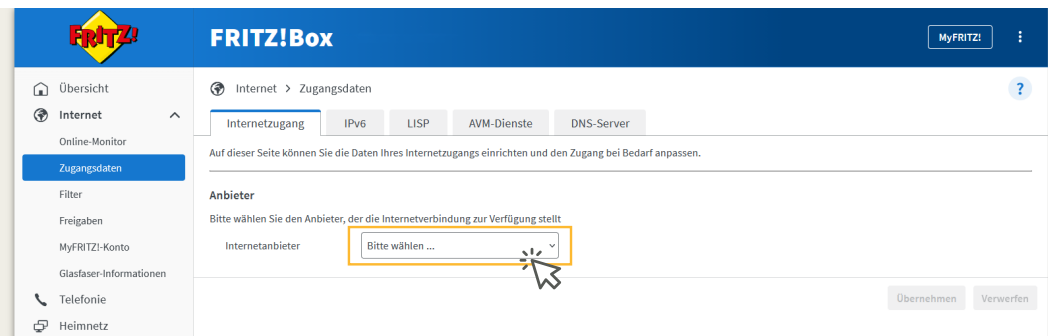 FRITZ!
FRITZ!Box
MyFRITZ!
Übersicht
Internet
Online-Monitor
Zugangsdaten
Filter
Freigaben
MyFRITZ!-Konto
Glasfaser-Informationen
Telefonie
Heimnetz
Internet > Zugangsdaten
?
Internetzugang IPv6 LISP AVM-Dienste DNS-Server
Auf dieser Seite können Sie die Daten Ihres Internetzugangs einrichten und den Zugang bei Bedarf anpassen.
Anbieter
Bitte wählen Sie den Anbieter, der die Internetverbindung zur Verfügung stellt
Internetanbieter Bitte wählen ...
Übernehmen Verwerfen